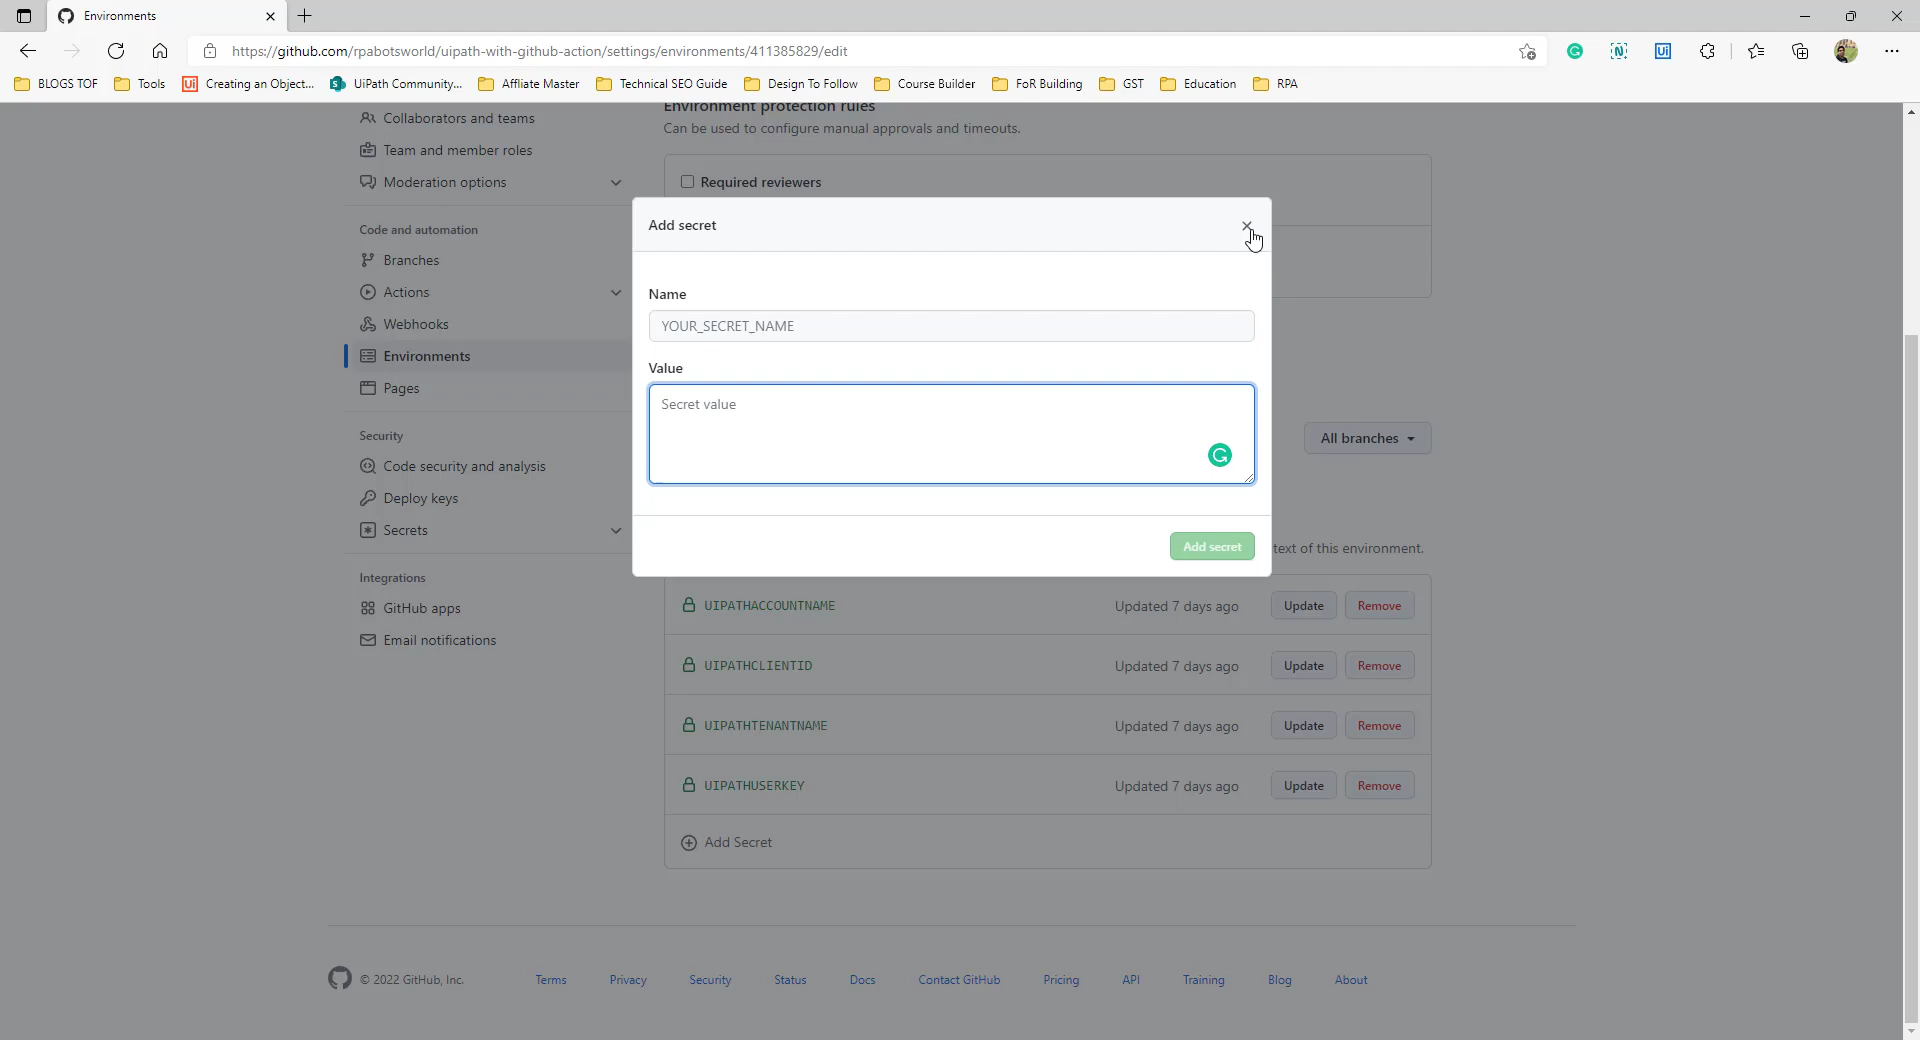 Environments
https://github.com/rpabotsworld/uipath-with-github-action/settings/environments/411385829/edit
BLOGS TOF
Tools
Creating an Object...
UiPath Community...
Affliate Master
Technical SEO Guide
Design To Follow
Course Builder
FoR Building
GST
Education
RPA
Collaborators and teams
Team and member roles
Moderation options
Code and automation
Branches
Actions
Webhooks
Environments
Pages
Security
Code security and analysis
Deploy keys
Secrets
Integrations
GitHub apps
Email notifications
Environment protection rules
Can be used to configure manual approvals and timeouts.
Required reviewers
Add secret
Name
YOUR_SECRET_NAME
Value
Secret value
Add secret
All branches
text of this environment.
UIPATHACCOUNTNAME Updated 7 days ago Update Remove
UIPATHCLIENTID Updated 7 days ago Update Remove
UIPATHTENANTNAME Updated 7 days ago Update Remove
UIPATHUSERKEY Updated 7 days ago Update Remove
Add Secret
© 2022 GitHub, Inc. Terms Privacy Security Status Docs Contact GitHub Pricing API Training Blog About